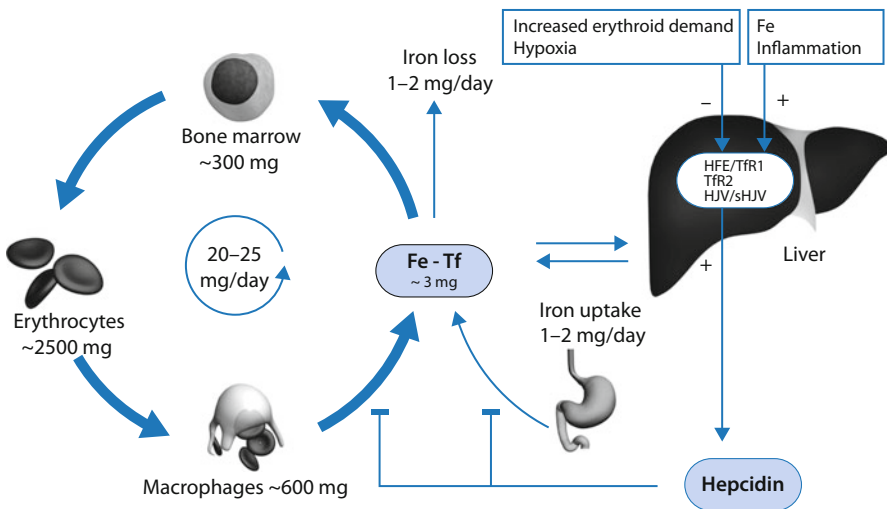 Increased erythroid demand
Hypoxia
Fe
Inflammation
Iron loss
1–2 mg/day
–
+
Bone marrow
~300 mg
HFE/TfR1
TfR2
HJV/sHJV
Liver
20–25
mg/day
Fe - Tf
~ 3 mg
+
Erythrocytes
~2500 mg
Iron uptake
1–2 mg/day
Macrophages ~600 mg
Hepcidin